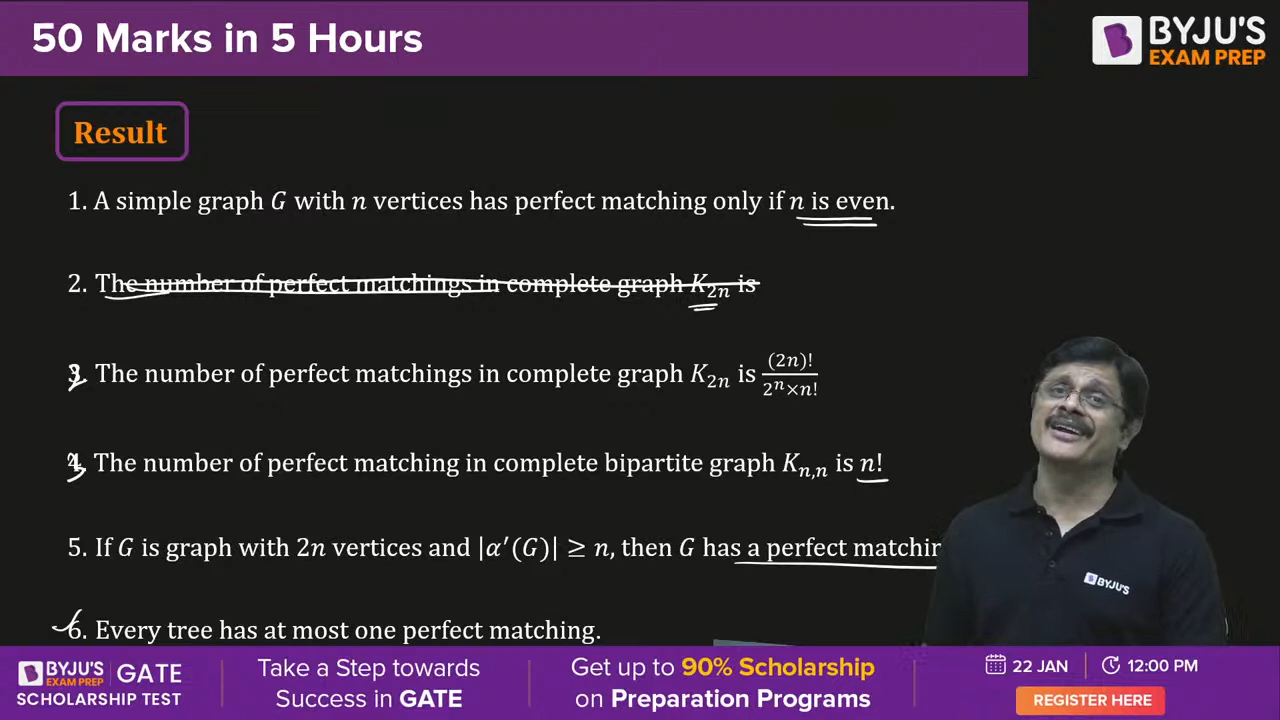 50 Marks in 5 Hours
BYJU'S
EXAM PREP
Result
1. A simple graph G with n vertices has perfect matching only if n is even.
2. The number of perfect matchings in complete graph K₂ₙ is
3. The number of perfect matchings in complete graph K₂ₙ is (2n)! / 2ⁿ×n!
4. The number of perfect matching in complete bipartite graph Kₙ,ₙ is n!
5. If G is graph with 2n vertices and |α′(G)| ≥ n, then G has a perfect
6. Every tree has at most one perfect matching.
BYJU'S
BYJU'S
EXAM PREP
GATE
SCHOLARSHIP TEST
Take a Step towards
Success in GATE
Get up to 90% Scholarship
on Preparation Programs
22 JAN
12:00 PM
REGISTER HERE